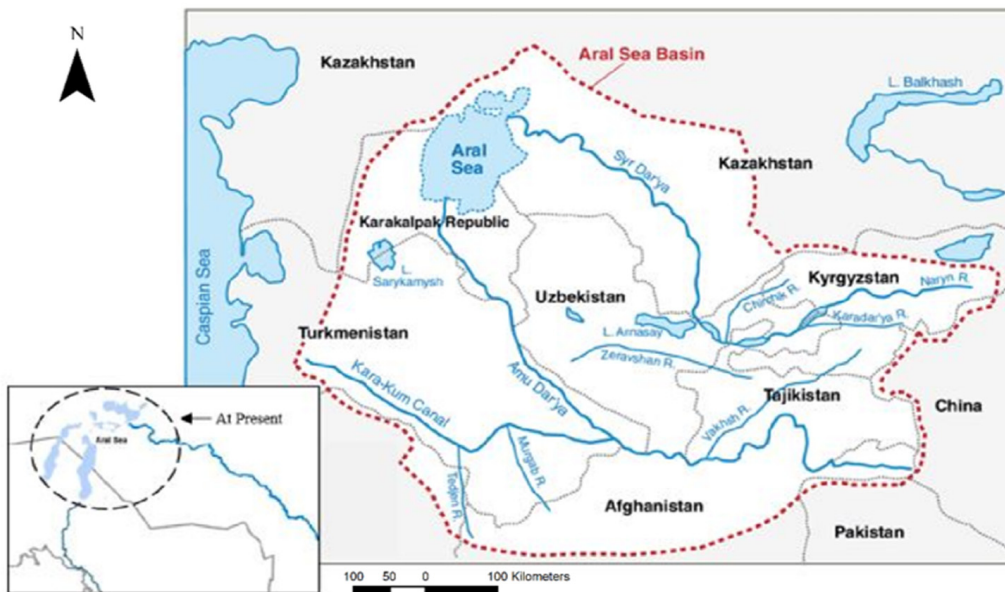 N
Kazakhstan
Aral Sea Basin
L. Balkhash
Aral
Sea
Syr Dar'ya
Kazakhstan
Karakalpak Republic
Caspian Sea
L.
Sarykamysh
Uzbekistan
Kyrgyzstan
Naryn R.
Chirchik R.
Karadar'ya R.
L. Arnasay
Zeravshan R.
Turkmenistan
Kara-Kum Canal
Amu Dar'ya
Vakhsh R.
Tajikistan
China
At Present
Aral Sea
Tedjen R.
Murgab R.
Afghanistan
Pakistan
100 50 0 100 Kilometers